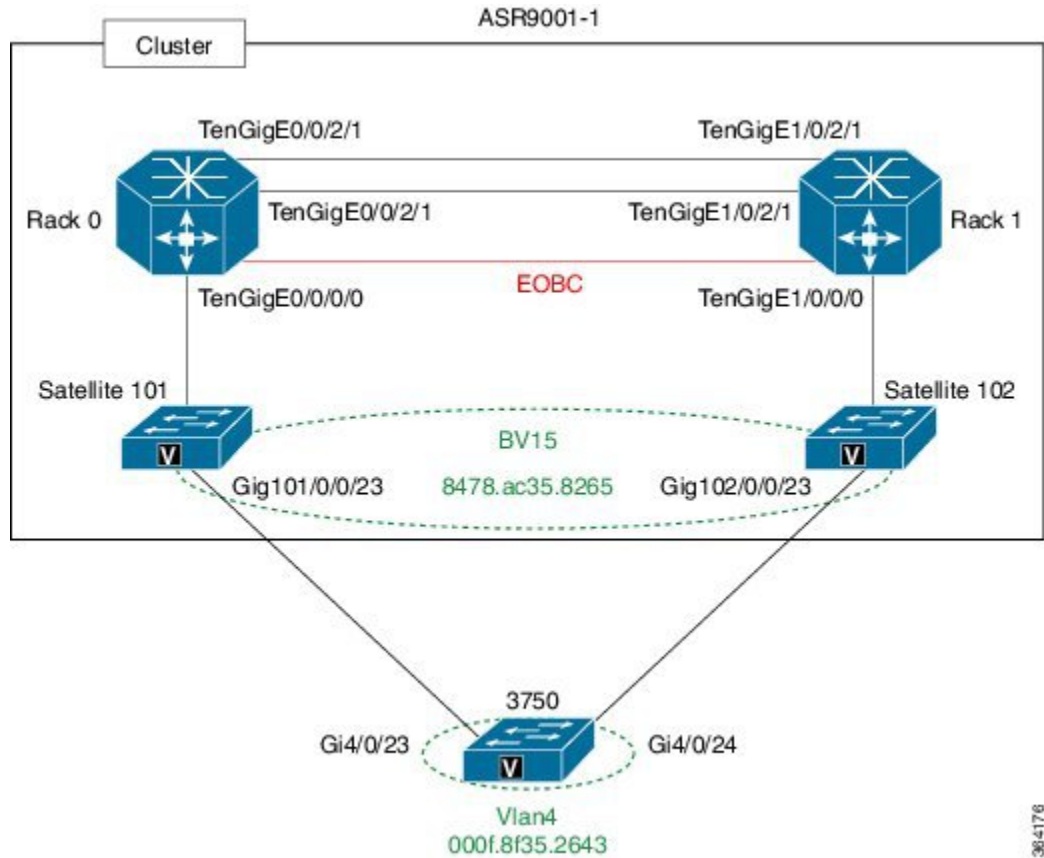 ASR9001-1
Cluster
TenGigE0/0/2/1
TenGigE1/0/2/1
Rack 0
TenGigE0/0/2/1
TenGigE1/0/2/1
Rack 1
EOBC
TenGigE0/0/0/0
TenGigE1/0/0/0
Satellite 101
Satellite 102
BV15
V
V
Gig101/0/0/23
8478.ac35.8265
Gig102/0/0/23
3750
Gi4/0/23
Gi4/0/24
V
Vlan4
000f.8f35.2643
364176